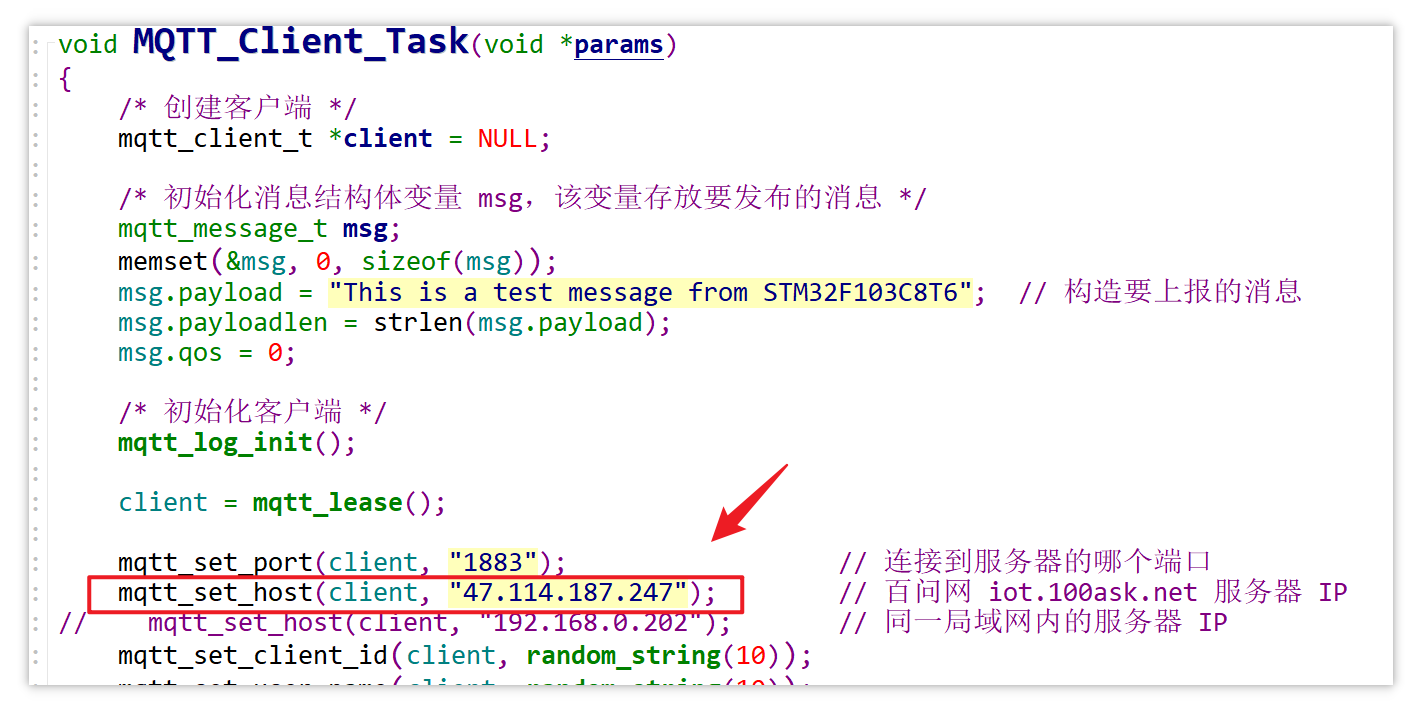 void MQTT_Client_Task(void *params)
{
/* 创建客户端 */
mqtt_client_t *client = NULL;
/* 初始化消息结构体变量 msg，该变量存放要发布的消息 */
mqtt_message_t msg;
memset(&msg, 0, sizeof(msg));
msg.payload = "This is a test message from STM32F103C8T6"; // 构造要上报的消息
msg.payloadlen = strlen(msg.payload);
msg.qos = 0;
/* 初始化客户端 */
mqtt_log_init();
client = mqtt_lease();
mqtt_set_port(client, "1883"); // 连接到服务器的哪个端口
mqtt_set_host(client, "47.114.187.247"); // 百问网 iot.100ask.net 服务器 IP
// mqtt_set_host(client, "192.168.0.202"); // 同一局域网内的服务器 IP
mqtt_set_client_id(client, random_string(10));
mqtt_set_user_name(client, random_string(10));